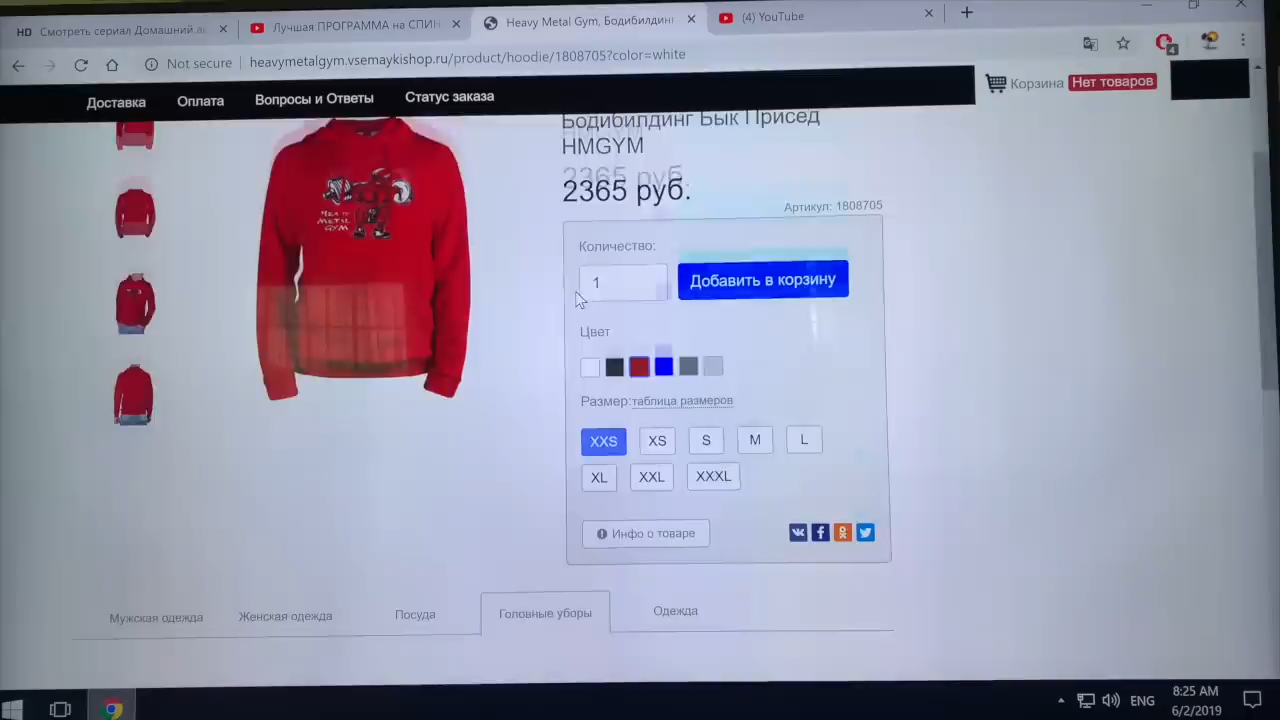 HD Смотреть сериал Домашний.а
Лучшая ПРОГРАММА на СПИН
Heavy Metal Gym, Бодибилдинг
(4) YouTube
Not secure | heavymetalgym.vsemaykishop.ru/product/hoodie/1808705?color=white
4
Доставка Оплата Вопросы и Ответы Статус заказа
Корзина Нет товаров
Бодибилдинг Бык Присед
HMGYM
2365 руб.
Артикул: 1808705
METAL
GYM
Количество:
1
Добавить в корзину
Цвет
Размер: таблица размеров
XXS XS S M L
XL XXL XXXL
Инфо о товаре
Мужская одежда Женская одежда Посуда Головные уборы Одежда
ENG
8:25 AM
6/2/2019